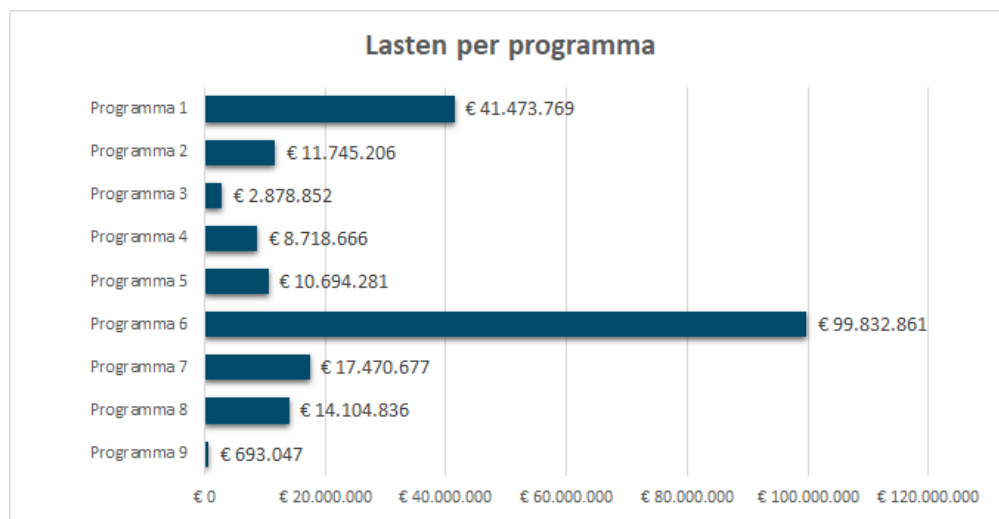 Lasten per programma
Programma 1 € 41.473.769
Programma 2 € 11.745.206
Programma 3 € 2.878.852
Programma 4 € 8.718.666
Programma 5 € 10.694.281
Programma 6 € 99.832.861
Programma 7 € 17.470.677
Programma 8 € 14.104.836
Programma 9 € 693.047
€ 0 € 20.000.000 € 40.000.000 € 60.000.000 € 80.000.000 € 100.000.000 € 120.000.000